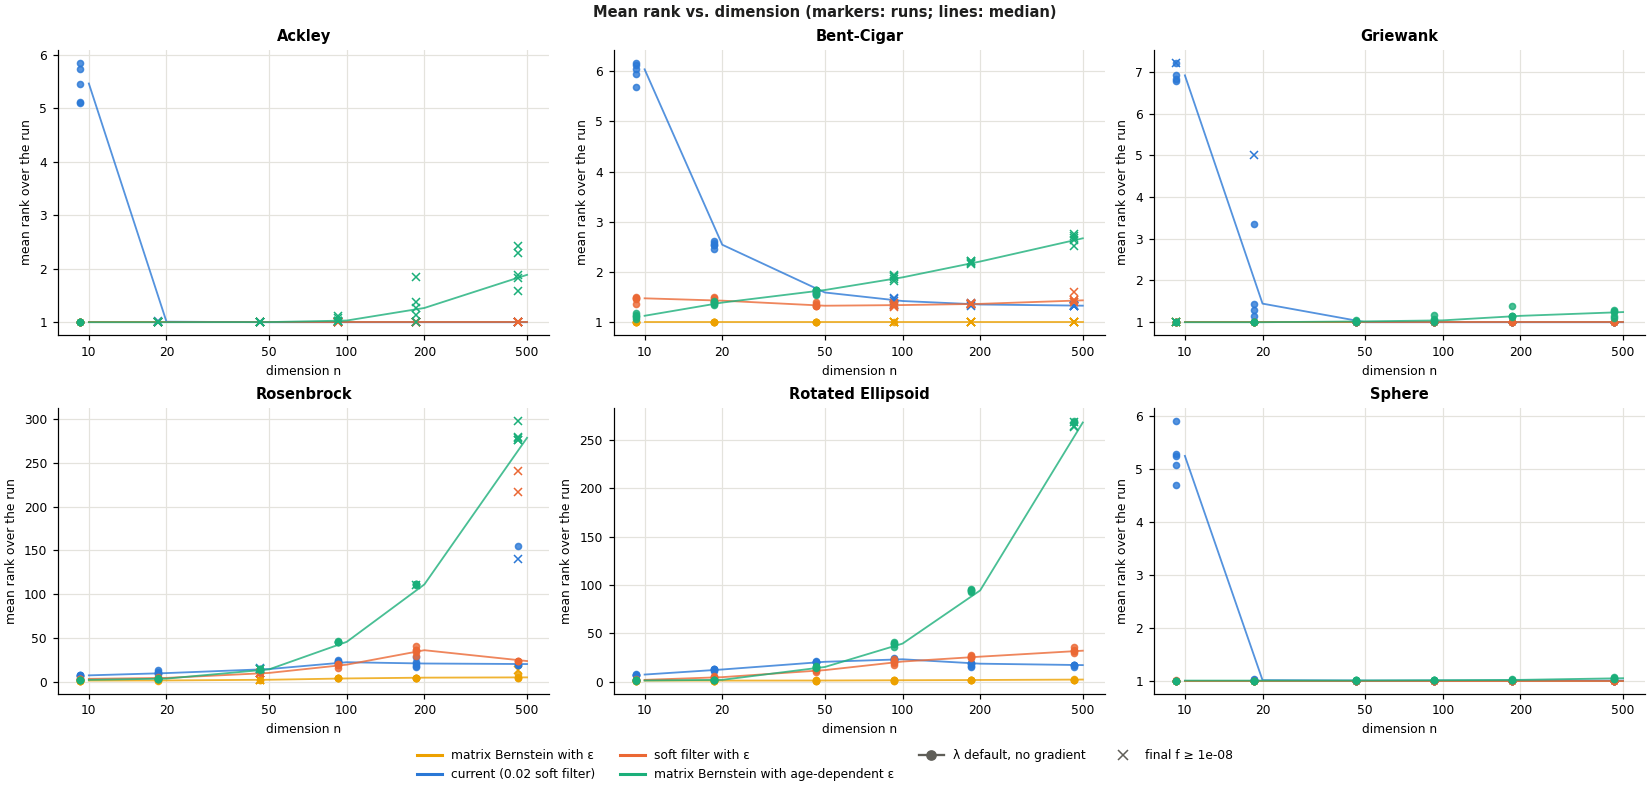 Mean rank vs. dimension (markers: runs; lines: median)
Ackley
Bent-Cigar
Griewank
mean rank over the run
6
5
4
3
2
1
10 20 50 100 200 500
dimension n
mean rank over the run
6
5
4
3
2
1
10 20 50 100 200 500
dimension n
mean rank over the run
7
6
5
4
3
2
1
10 20 50 100 200 500
dimension n
Rosenbrock
Rotated Ellipsoid
Sphere
mean rank over the run
300
250
200
150
100
50
0
10 20 50 100 200 500
dimension n
mean rank over the run
250
200
150
100
50
0
10 20 50 100 200 500
dimension n
mean rank over the run
6
5
4
3
2
1
10 20 50 100 200 500
dimension n
matrix Bernstein with ε
current (0.02 soft filter)
soft filter with ε
matrix Bernstein with age-dependent ε
λ default, no gradient
final f ≥ 1e-08